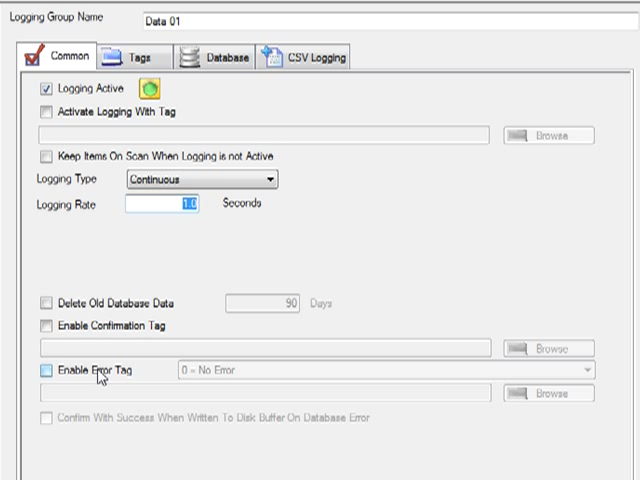 Logging Group Name Data 01
Common Tags Database CSV Logging
Logging Active
Activate Logging With Tag
Browse
Keep Items On Scan When Logging is not Active
Logging Type Continuous
Logging Rate 1.0 Seconds
Delete Old Database Data 90 Days
Enable Confirmation Tag
Browse
Enable Error Tag 0 - No Error
Browse
Confirm With Success When Written To Disk Buffer On Database Error